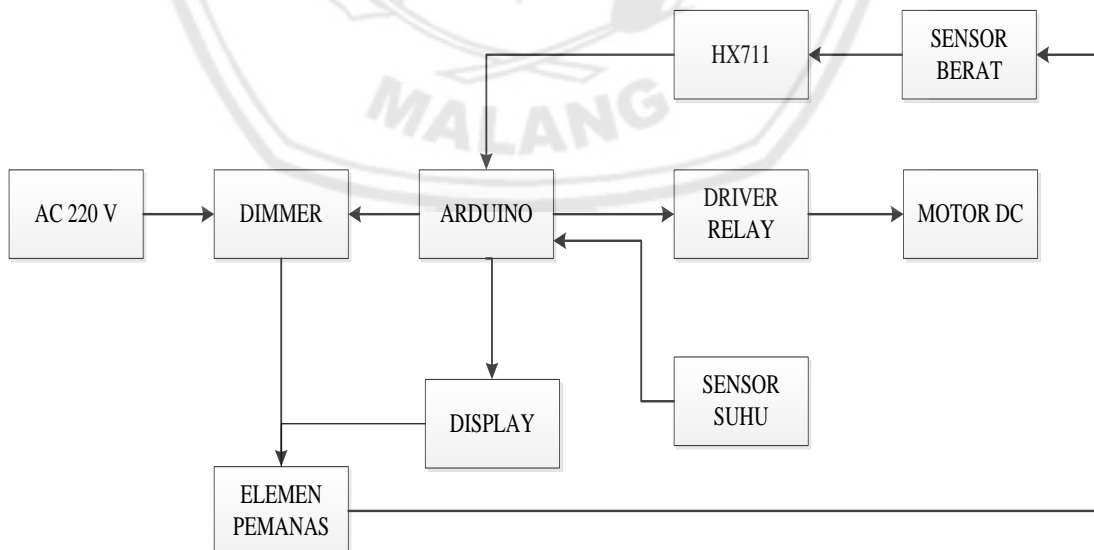 HX711
SENSOR
BERAT
MALANG
AC 220 V
DIMMER
ARDUINO
DRIVER
RELAY
MOTOR DC
DISPLAY
SENSOR
SUHU
ELEMEN
PEMANAS